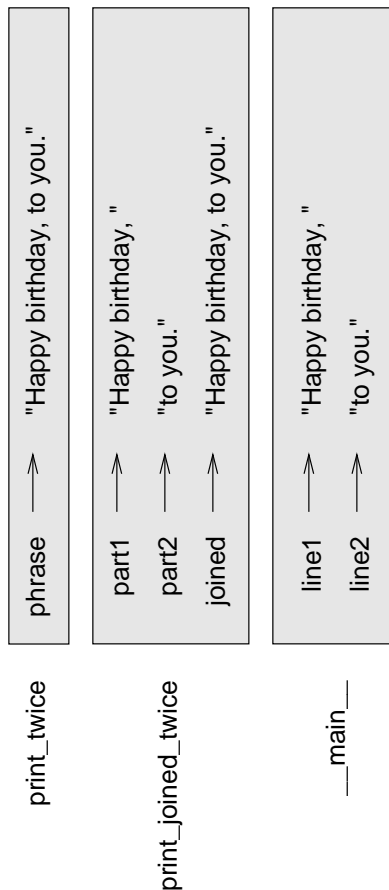 print_twice
phrase "Happy birthday, to you."
print_joined_twice
part1 "Happy birthday, "
part2 "to you."
joined "Happy birthday, to you."
__main__
line1 "Happy birthday, "
line2 "to you."